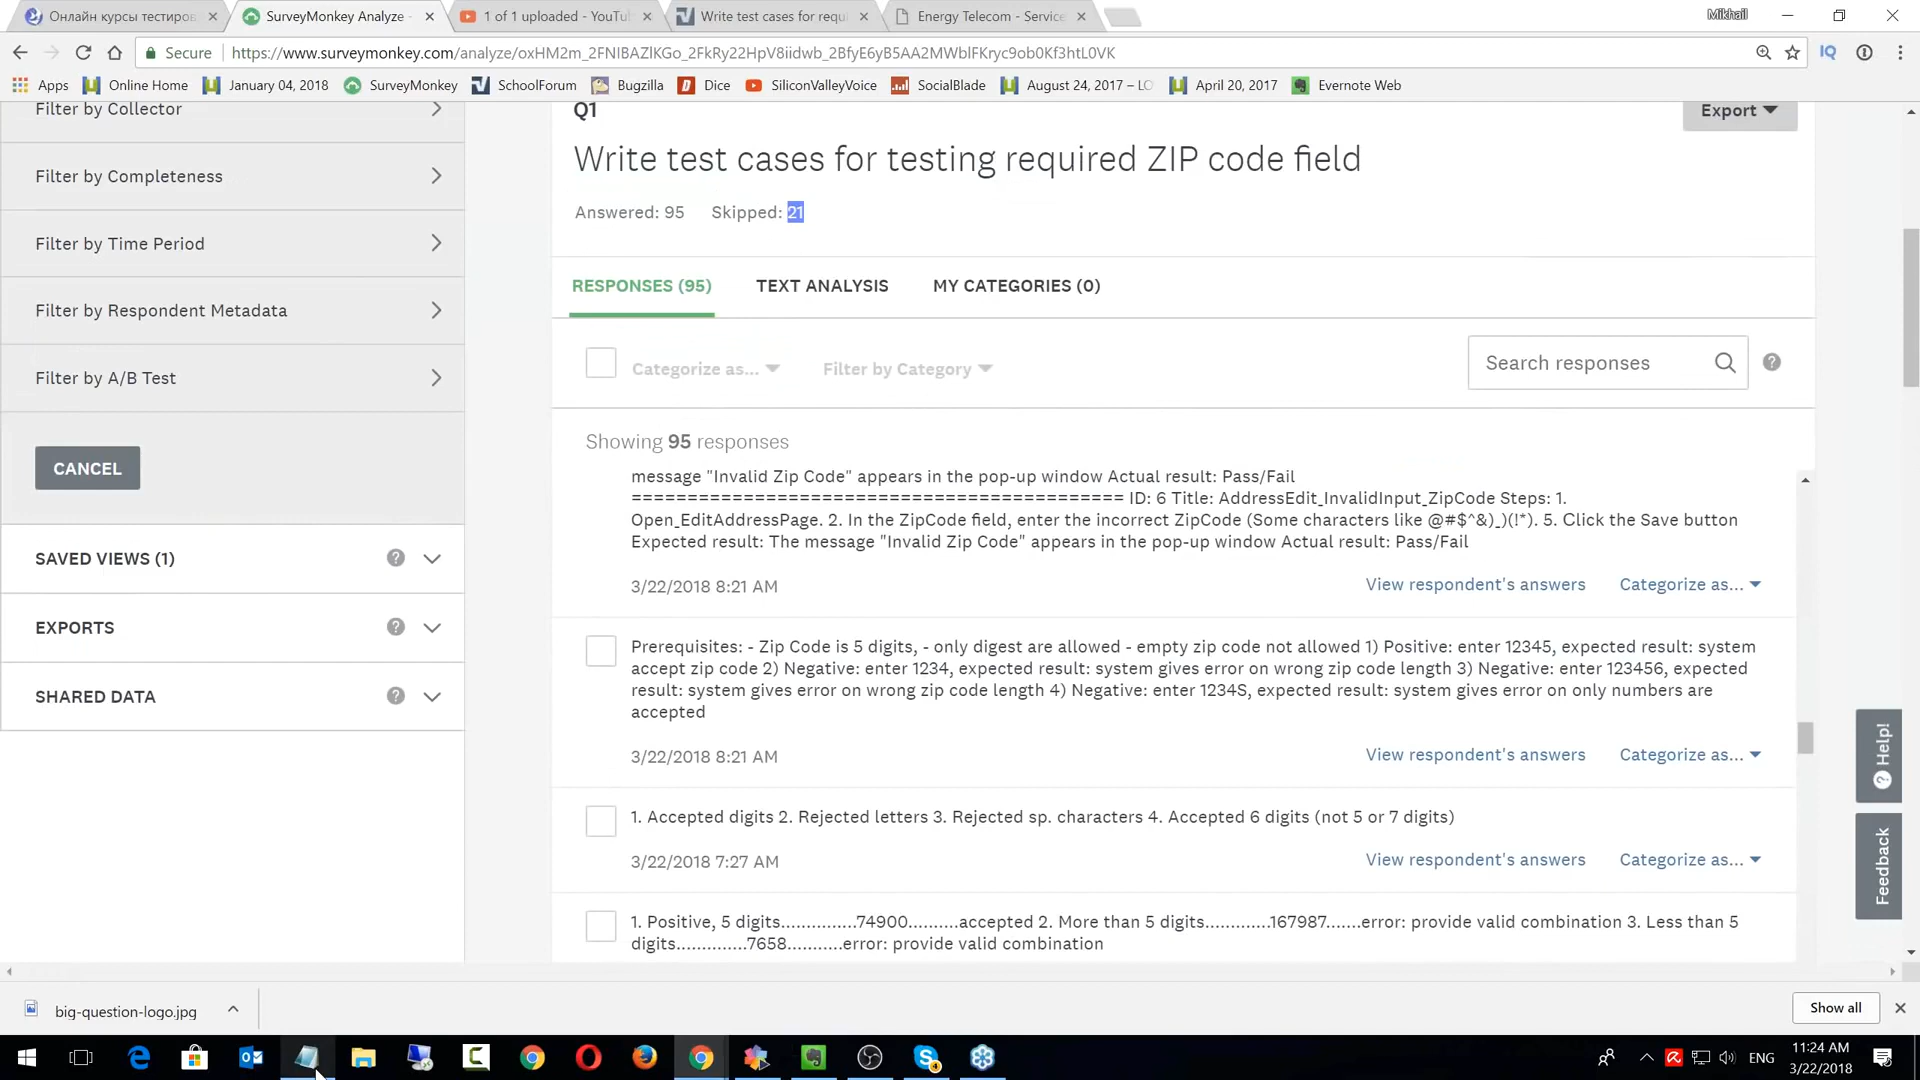 Онлайн курсы тестиров
SurveyMonkey Analyze -
1 of 1 uploaded - YouTu
Write test cases for requ
Energy Telecom - Service
Mikhail
Secure
https://www.surveymonkey.com/analyze/oxHM2m_2FNIBAZlKGo_2FkRy22HpV8iidwb_2BfyE6yB5AA2MWblFKryc9ob0Kf3htL0VK
Apps
Online Home
January 04, 2018
SurveyMonkey
SchoolForum
Bugzilla
Dice
SiliconValleyVoice
SocialBlade
August 24, 2017 – LO
April 20, 2017
Evernote Web
Filter by Collector
Filter by Completeness
Filter by Time Period
Filter by Respondent Metadata
Filter by A/B Test
CANCEL
SAVED VIEWS (1)
EXPORTS
SHARED DATA
Q1
Export
Write test cases for testing required ZIP code field
Answered: 95 Skipped: 21
RESPONSES (95) TEXT ANALYSIS MY CATEGORIES (0)
Categorize as... Filter by Category
Search responses
Showing 95 responses
message "Invalid Zip Code" appears in the pop-up window Actual result: Pass/Fail
========================================== ID: 6 Title: AddressEdit_InvalidInput_ZipCode Steps: 1.
Open_EditAddressPage. 2. In the ZipCode field, enter the incorrect ZipCode (Some characters like @#$^&)_)(!*). 5. Click the Save button
Expected result: The message "Invalid Zip Code" appears in the pop-up window Actual result: Pass/Fail
3/22/2018 8:21 AM
View respondent's answers Categorize as...
Prerequisites: - Zip Code is 5 digits, - only digest are allowed - empty zip code not allowed 1) Positive: enter 12345, expected result: system
accept zip code 2) Negative: enter 1234, expected result: system gives error on wrong zip code length 3) Negative: enter 123456, expected
result: system gives error on wrong zip code length 4) Negative: enter 1234S, expected result: system gives error on only numbers are
accepted
3/22/2018 8:21 AM
View respondent's answers Categorize as...
1. Accepted digits 2. Rejected letters 3. Rejected sp. characters 4. Accepted 6 digits (not 5 or 7 digits)
3/22/2018 7:27 AM
View respondent's answers Categorize as...
1. Positive, 5 digits..............74900.........accepted 2. More than 5 digits............167987.......error: provide valid combination 3. Less than 5
digits.............7658..........error: provide valid combination
Help!
Feedback
big-question-logo.jpg
Show all
ENG
11:24 AM
3/22/2018